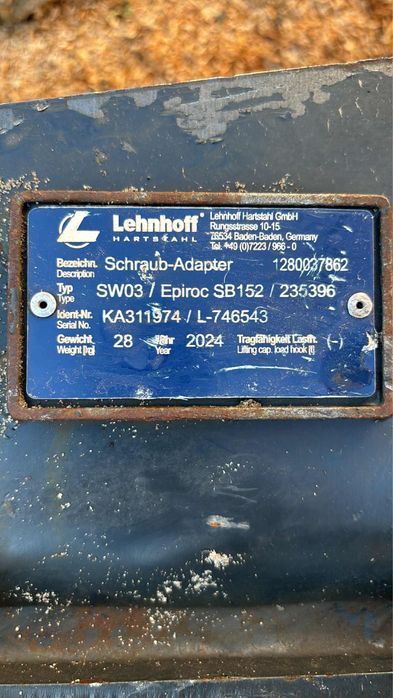 Lehnhoff
HARTSTAHL
Lehnhoff Hartstahl GmbH
Rungsstrasse 10-15
76534 Baden-Baden, Germany
Tel. +49 (0)7223 / 966 - 0
Bezeichn. Schraub-Adapter 1280037862
Description
Typ SW03 / Epiroc SB152 / 235396
Type
Ident-Nr. KA311974 / L-746543
Serial No.
Gewicht 28 Jahr 2024 Tragfähigkeit Lasth. (-)
Weight [kg] Year Lifting cap. load hook [t]